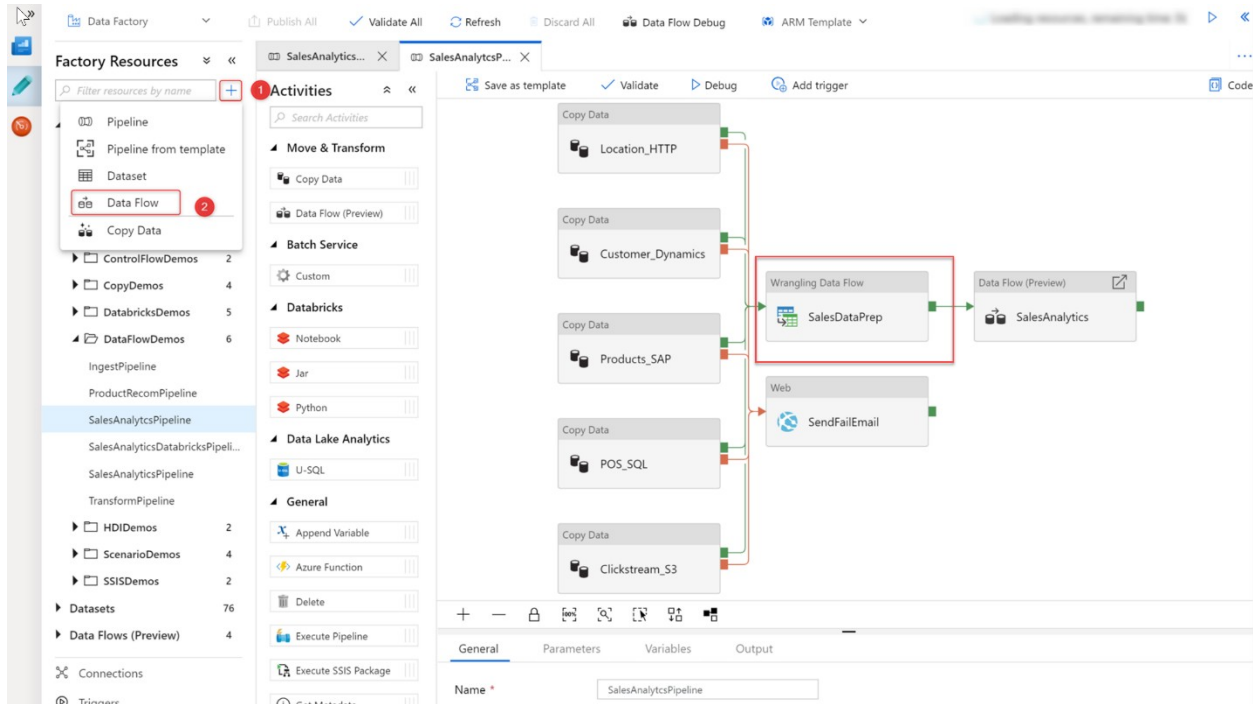 Data Factory
Publish All
Validate All
Refresh
Discard All
Data Flow Debug
ARM Template
Factory Resources
Filter resources by name
1
Pipeline
Pipeline from template
Dataset
Data Flow
2
Copy Data
ControlFlowDemos 2
CopyDemos 4
DatabricksDemos 5
DataFlowDemos 6
IngestPipeline
ProductRecomPipeline
SalesAnalytcsPipeline
SalesAnalyticsDatabricksPipeli...
SalesAnalyticsPipeline
TransformPipeline
HDIDemos 2
ScenarioDemos 4
SSISDemos 2
Datasets 76
Data Flows (Preview) 4
Connections
Triggers
SalesAnalytics...
SalesAnalytcsP...
Activities
Search Activities
Move & Transform
Copy Data
Data Flow (Preview)
Batch Service
Custom
Databricks
Notebook
Jar
Python
Data Lake Analytics
U-SQL
General
Append Variable
Azure Function
Delete
Execute Pipeline
Execute SSIS Package
Get Metadata
Save as template
Validate
Debug
Add trigger
Code
Copy Data
Location_HTTP
Copy Data
Customer_Dynamics
Copy Data
Products_SAP
Copy Data
POS_SQL
Copy Data
Clickstream_S3
Wrangling Data Flow
SalesDataPrep
Web
SendFailEmail
Data Flow (Preview)
SalesAnalytics
General
Parameters
Variables
Output
Name *
SalesAnalytcsPipeline